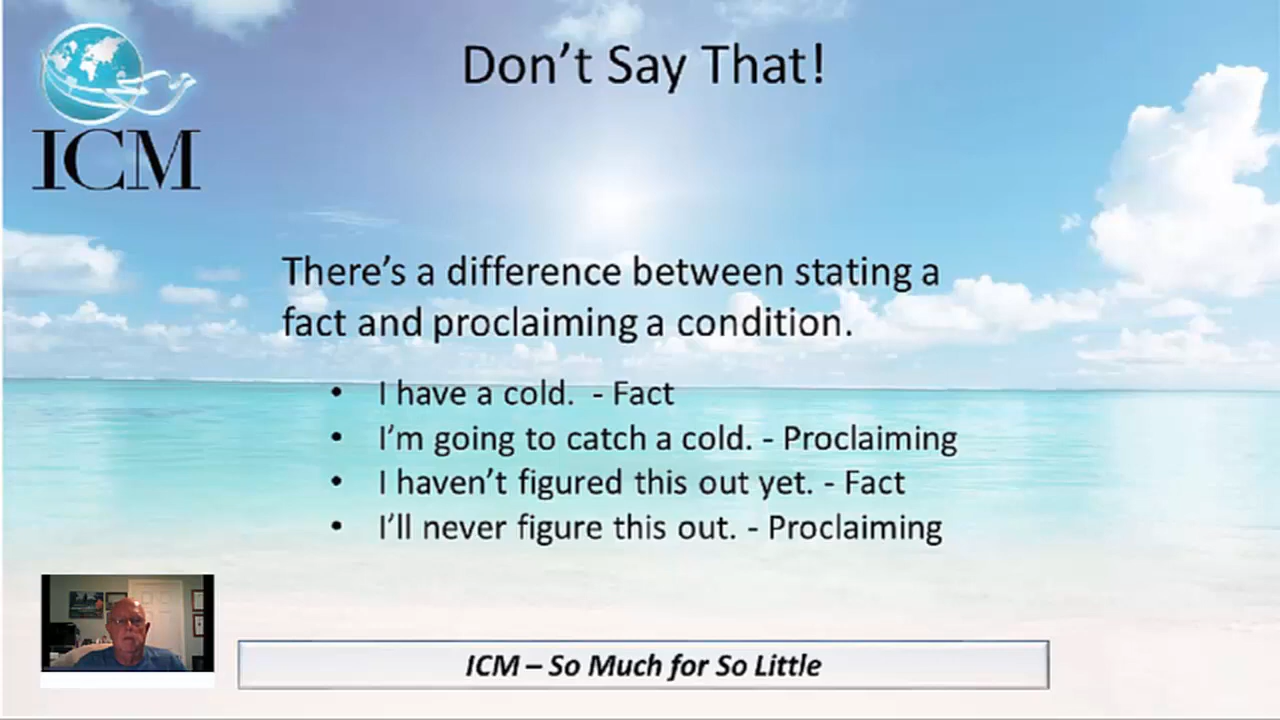 Don't Say That!
ICM
There's a difference between stating a
fact and proclaiming a condition.
• I have a cold. - Fact
• I'm going to catch a cold. - Proclaiming
• I haven't figured this out yet. - Fact
• I'll never figure this out. - Proclaiming
ICM – So Much for So Little